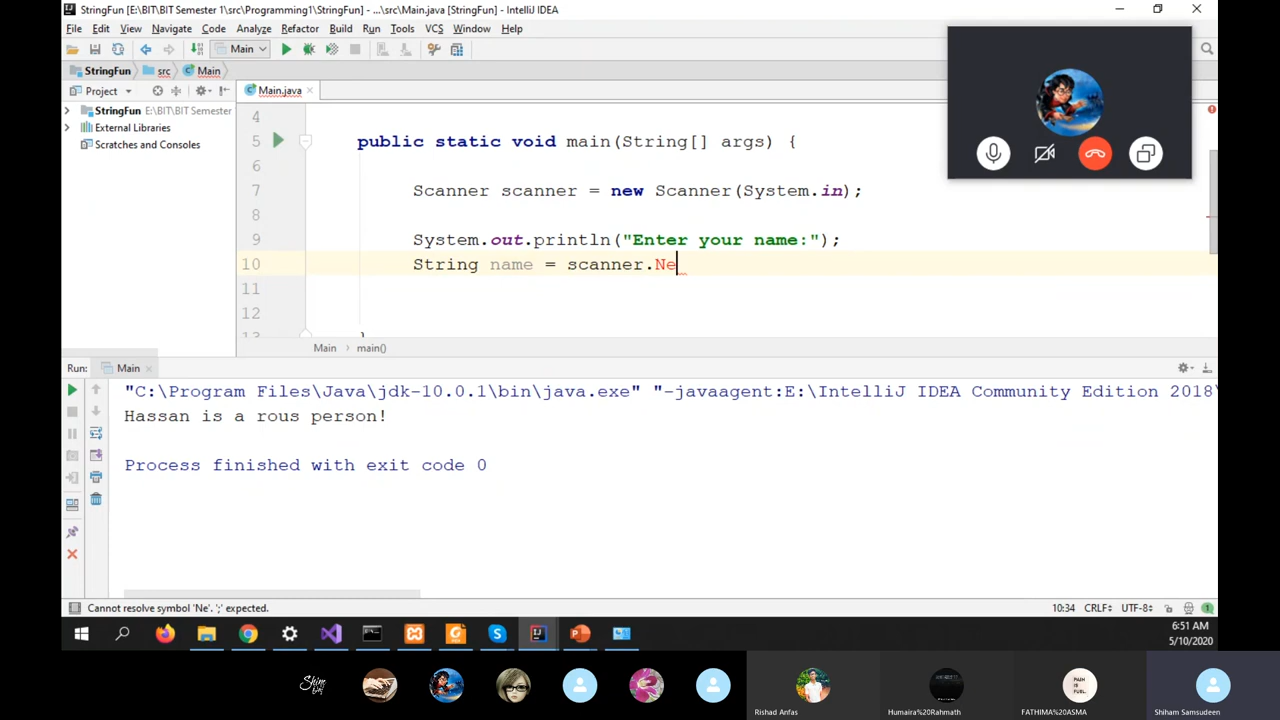 StringFun [E:\BIT\BIT Semester 1\src\Programming1\StringFun] - ...\src\Main.java [StringFun] - IntelliJ IDEA
File Edit View Navigate Code Analyze Refactor Build Run Tools VCS Window Help
Main
StringFun src Main
Project
Main.java
StringFun E:\BIT\BIT Semester
External Libraries
Scratches and Consoles
4
5 public static void main(String[] args) {
6
7 Scanner scanner = new Scanner(System.in);
8
9 System.out.println("Enter your name:");
10 String name = scanner.Ne
11
12
13 }
Main main()
Run: Main
"C:\Program Files\Java\jdk-10.0.1\bin\java.exe" "-javaagent:E:\IntelliJ IDEA Community Edition 2018\
Hassan is a rous person!
Process finished with exit code 0
Cannot resolve symbol 'Ne'. ';' expected.
10:34 CRLF UTF-8
1
6:51 AM
5/10/2020
Rishad Anfas
Humaira%20Rahmath
FATHIMA%20ASMA
Shiham Samsudeen